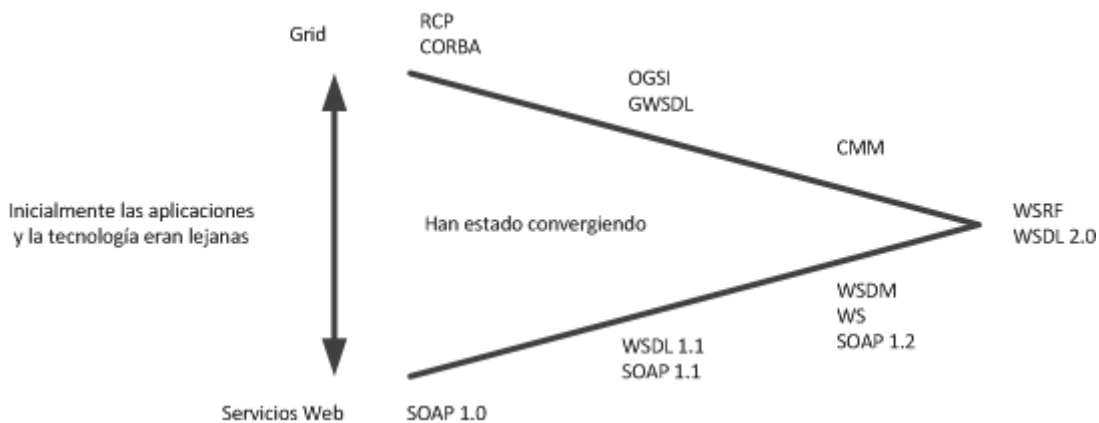 Grid
RCP
CORBA
OGSI
GWSDL
CMM
Inicialmente las aplicaciones
y la tecnología eran lejanas
Han estado convergiendo
WSRF
WSDL 2.0
WSDM
WS
SOAP 1.2
WSDL 1.1
SOAP 1.1
Servicios Web
SOAP 1.0